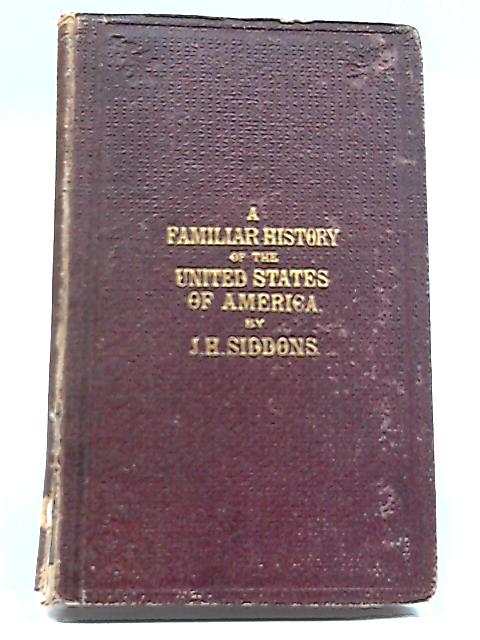 A
FAMILIAR HISTORY
OF THE
UNITED STATES
OF AMERICA.
BY
J.H. SIDDONS.